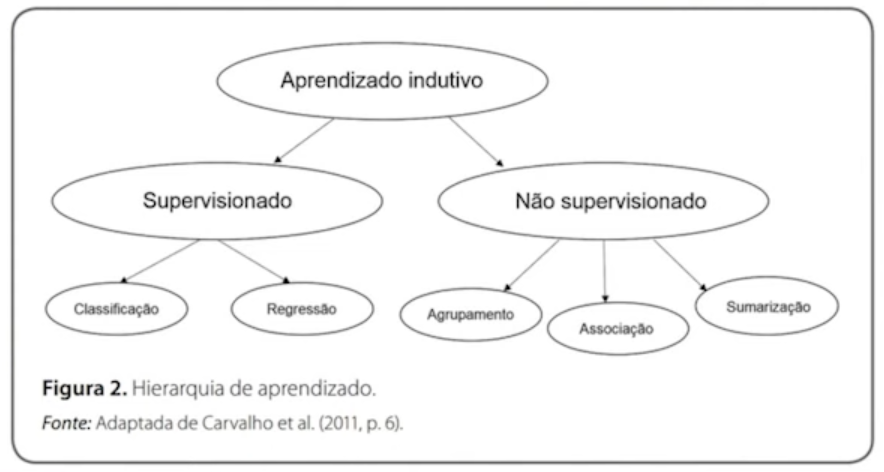 Aprendizado indutivo
Supervisionado
Não supervisionado
Classificação
Regressão
Agrupamento
Associação
Sumarização
Figura 2. Hierarquia de aprendizado.
Fonte: Adaptada de Carvalho et al. (2011, p. 6).